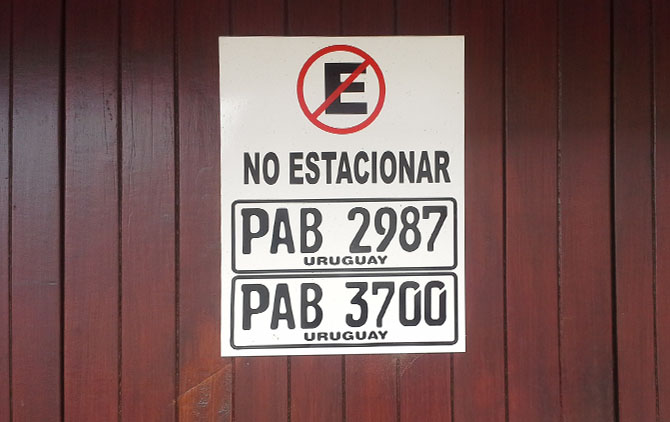 E
NO ESTACIONAR
PAB 2987
URUGUAY
PAB 3700
URUGUAY